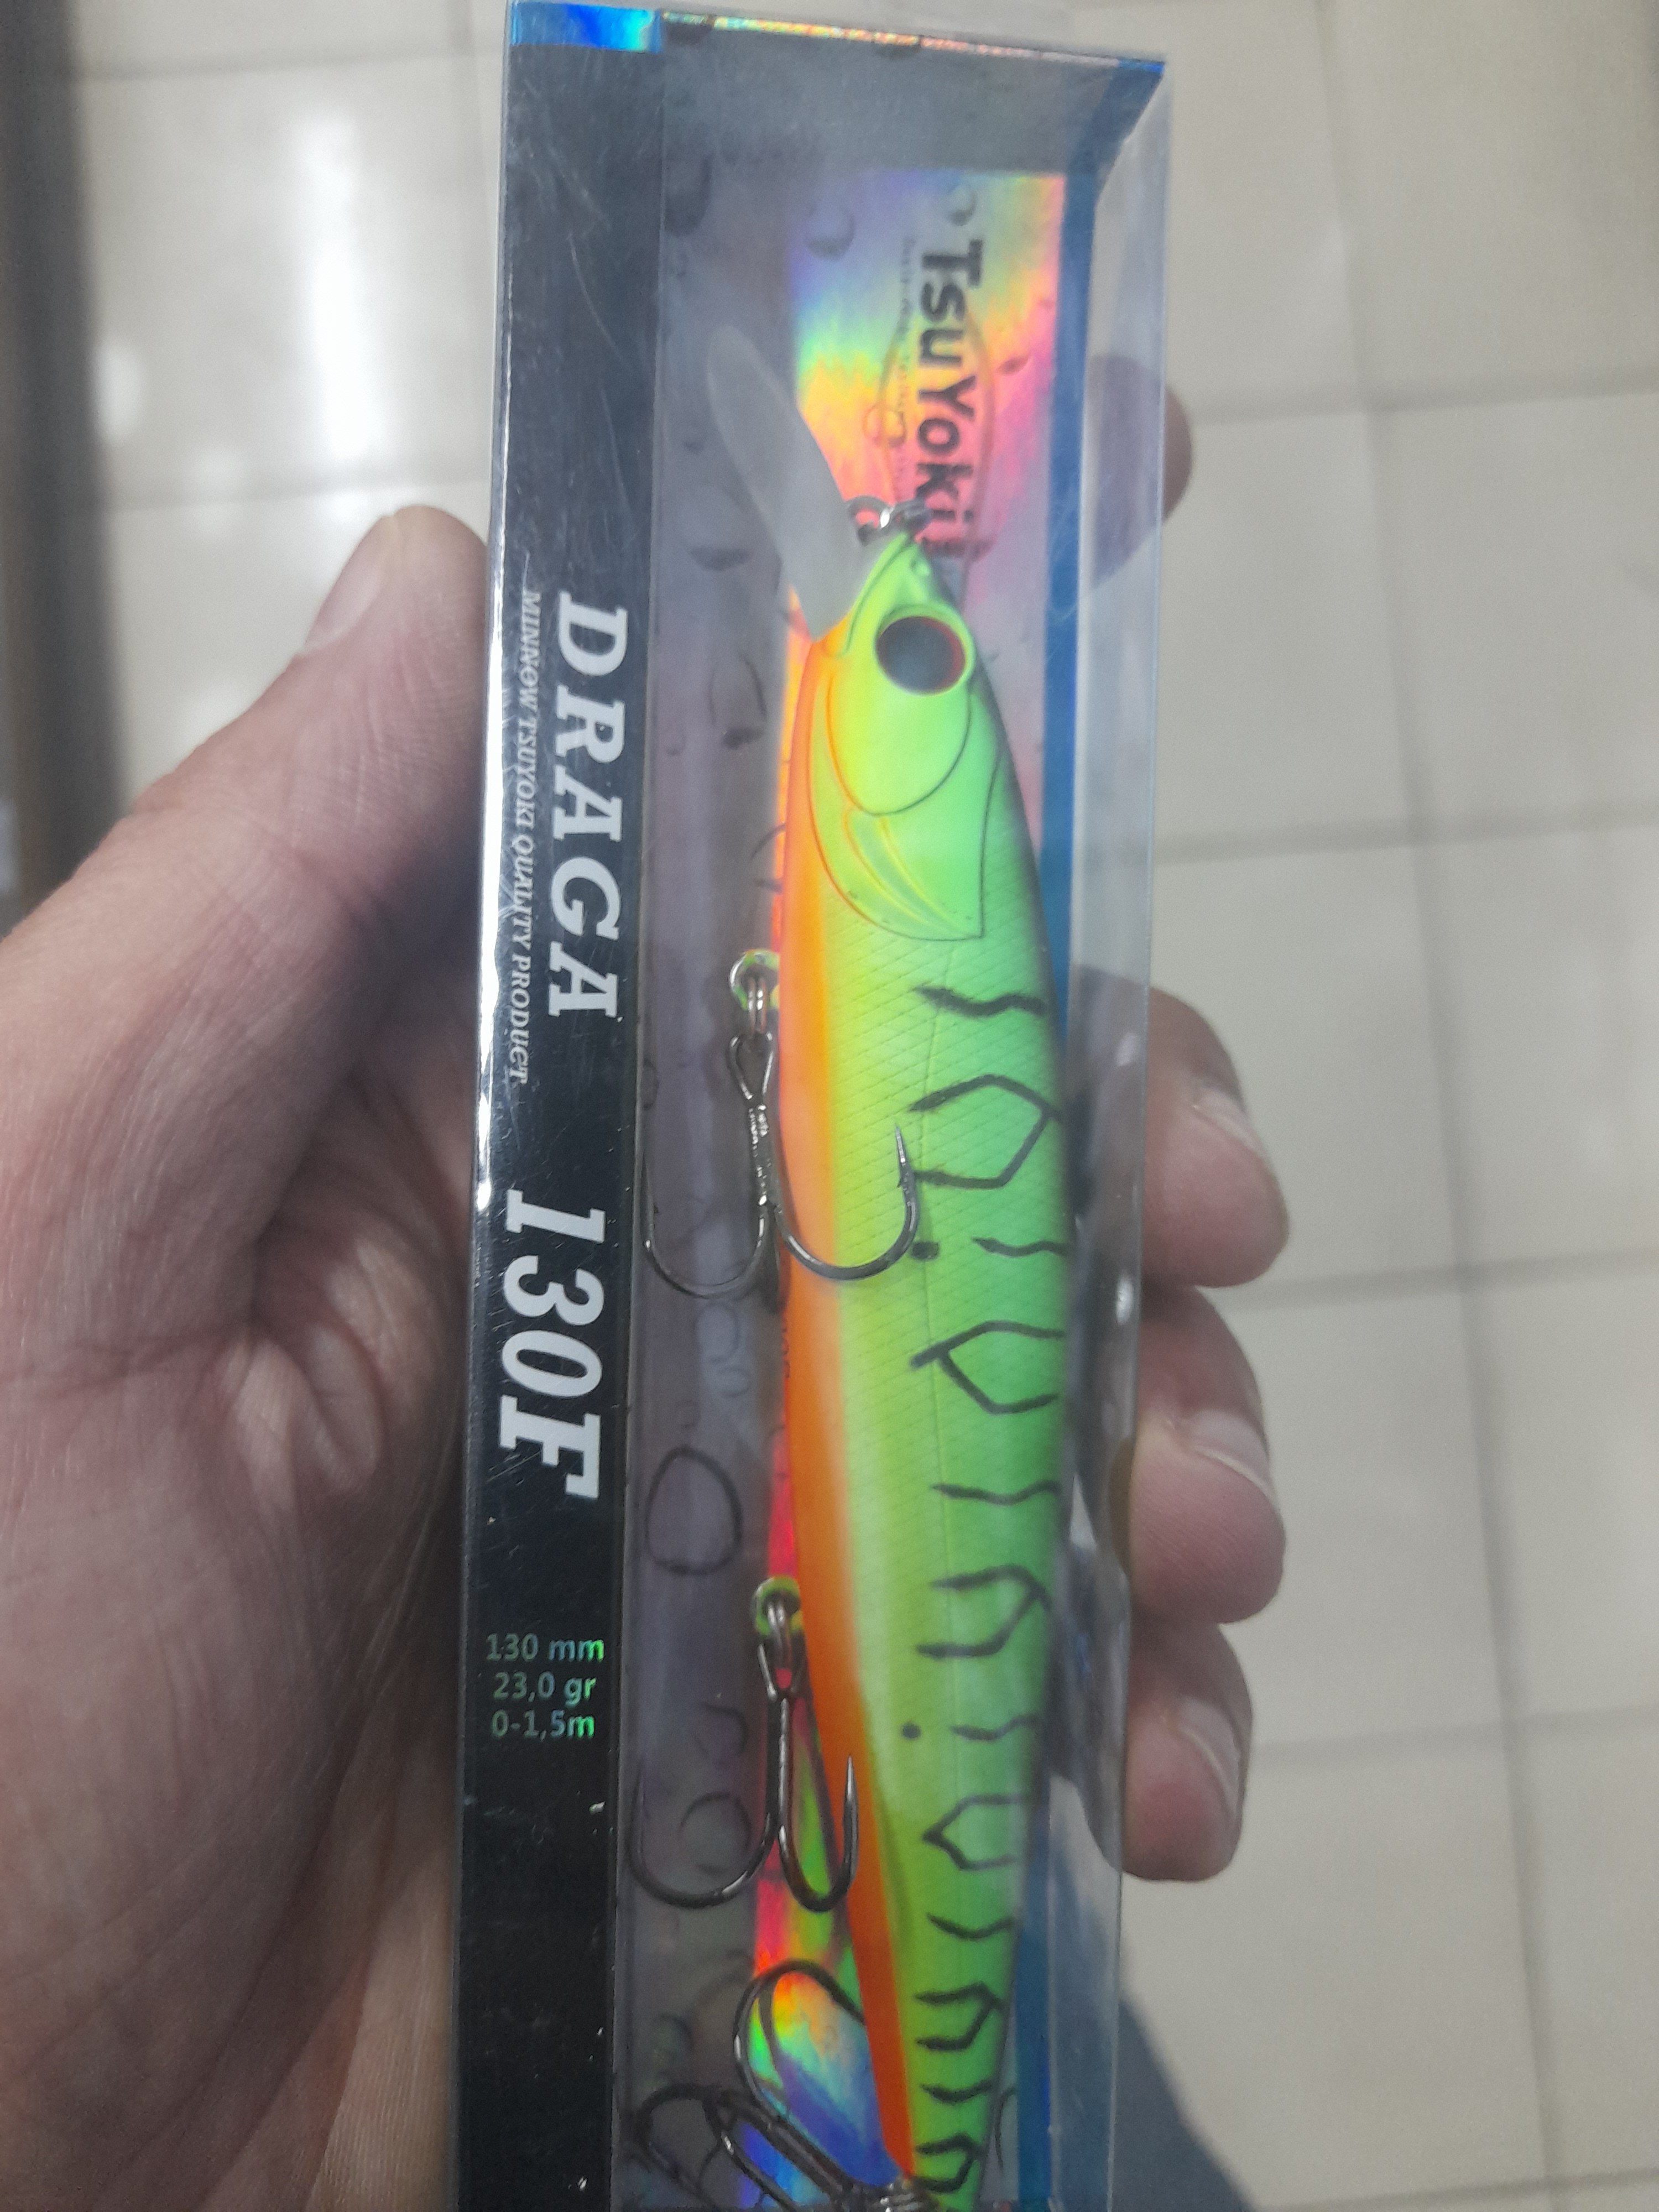 TsuYoki
DRAGA 130F
MINNOW TSUYOKI QUALITY PRODUCT
130 mm
23,0 gr
0-1,5m